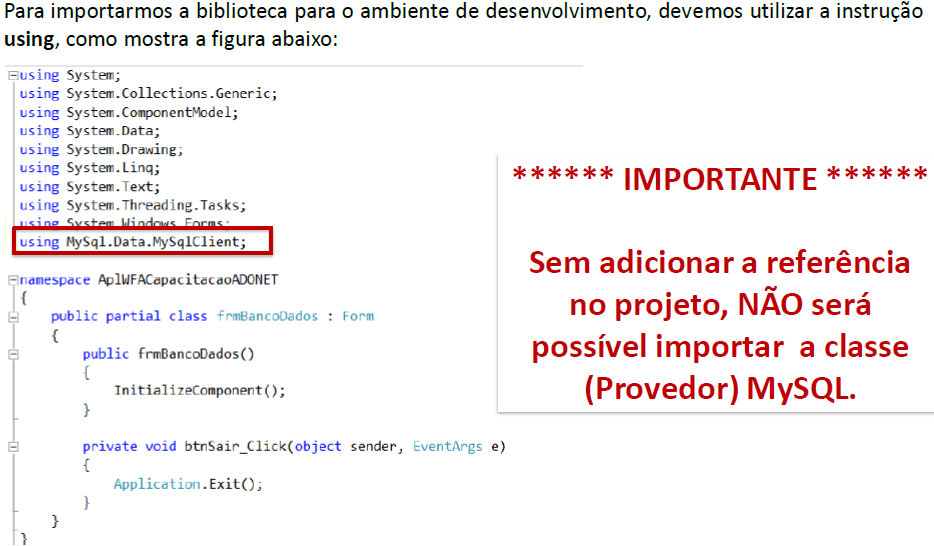 Para importarmos a biblioteca para o ambiente de desenvolvimento, devemos utilizar a instrução
using, como mostra a figura abaixo:
using System;
using System.Collections.Generic;
using System.ComponentModel;
using System.Data;
using System.Drawing;
using System.Linq;
using System.Text;
using System.Threading.Tasks;
using System.Windows.Forms;
using MySql.Data.MySqlClient;
namespace AplWFACapacitacaoADONET
{
public partial class frmBancoDados : Form
{
public frmBancoDados()
{
InitializeComponent();
}
private void btnSair_Click(object sender, EventArgs e)
{
Application.Exit();
}
}
}
****** IMPORTANTE ******
Sem adicionar a referência
no projeto, NÃO será
possível importar a classe
(Provedor) MySQL.